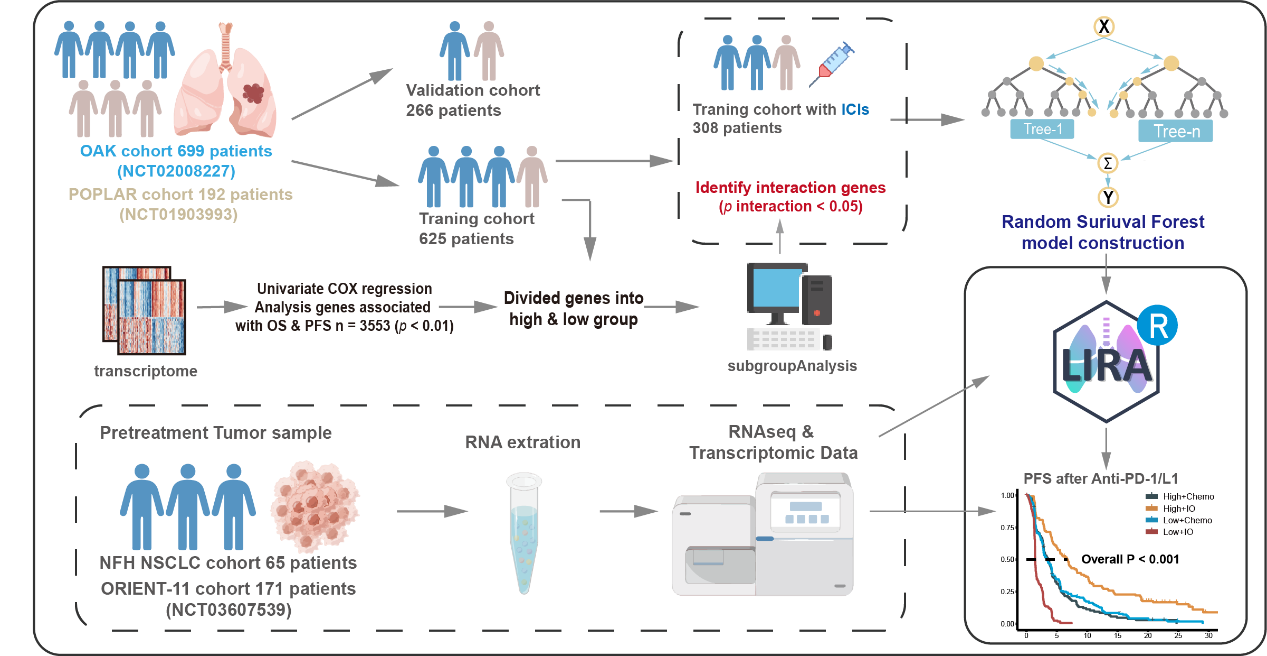 OAK cohort 699 patients
(NCT02008227)
POPLAR cohort 192 patients
(NCT01903993)
Validation cohort
266 patients
Traning cohort
625 patients
Traning cohort with ICIs
308 patients
Identify interaction genes
(p interaction < 0.05)
X
Tree-1
Tree-n
Σ
Y
Random Suriuval Forest
model construction
transcriptome
Univariate COX regression
Analysis genes associated
with OS & PFS n = 3553 (p < 0.01)
Divided genes into
high & low group
subgroupAnalysis
R
LIRA
Pretreatment Tumor sample
NFH NSCLC cohort 65 patients
ORIENT-11 cohort 171 patients
(NCT03607539)
RNA extration
RNAseq &
Transcriptomic Data
PFS after Anti-PD-1/L1
High+Chemo
High+IO
Low+Chemo
Low+IO
Overall P < 0.001
1.00
0.75
0.50
0.25
0.00
0 5 10 15 20 25 30